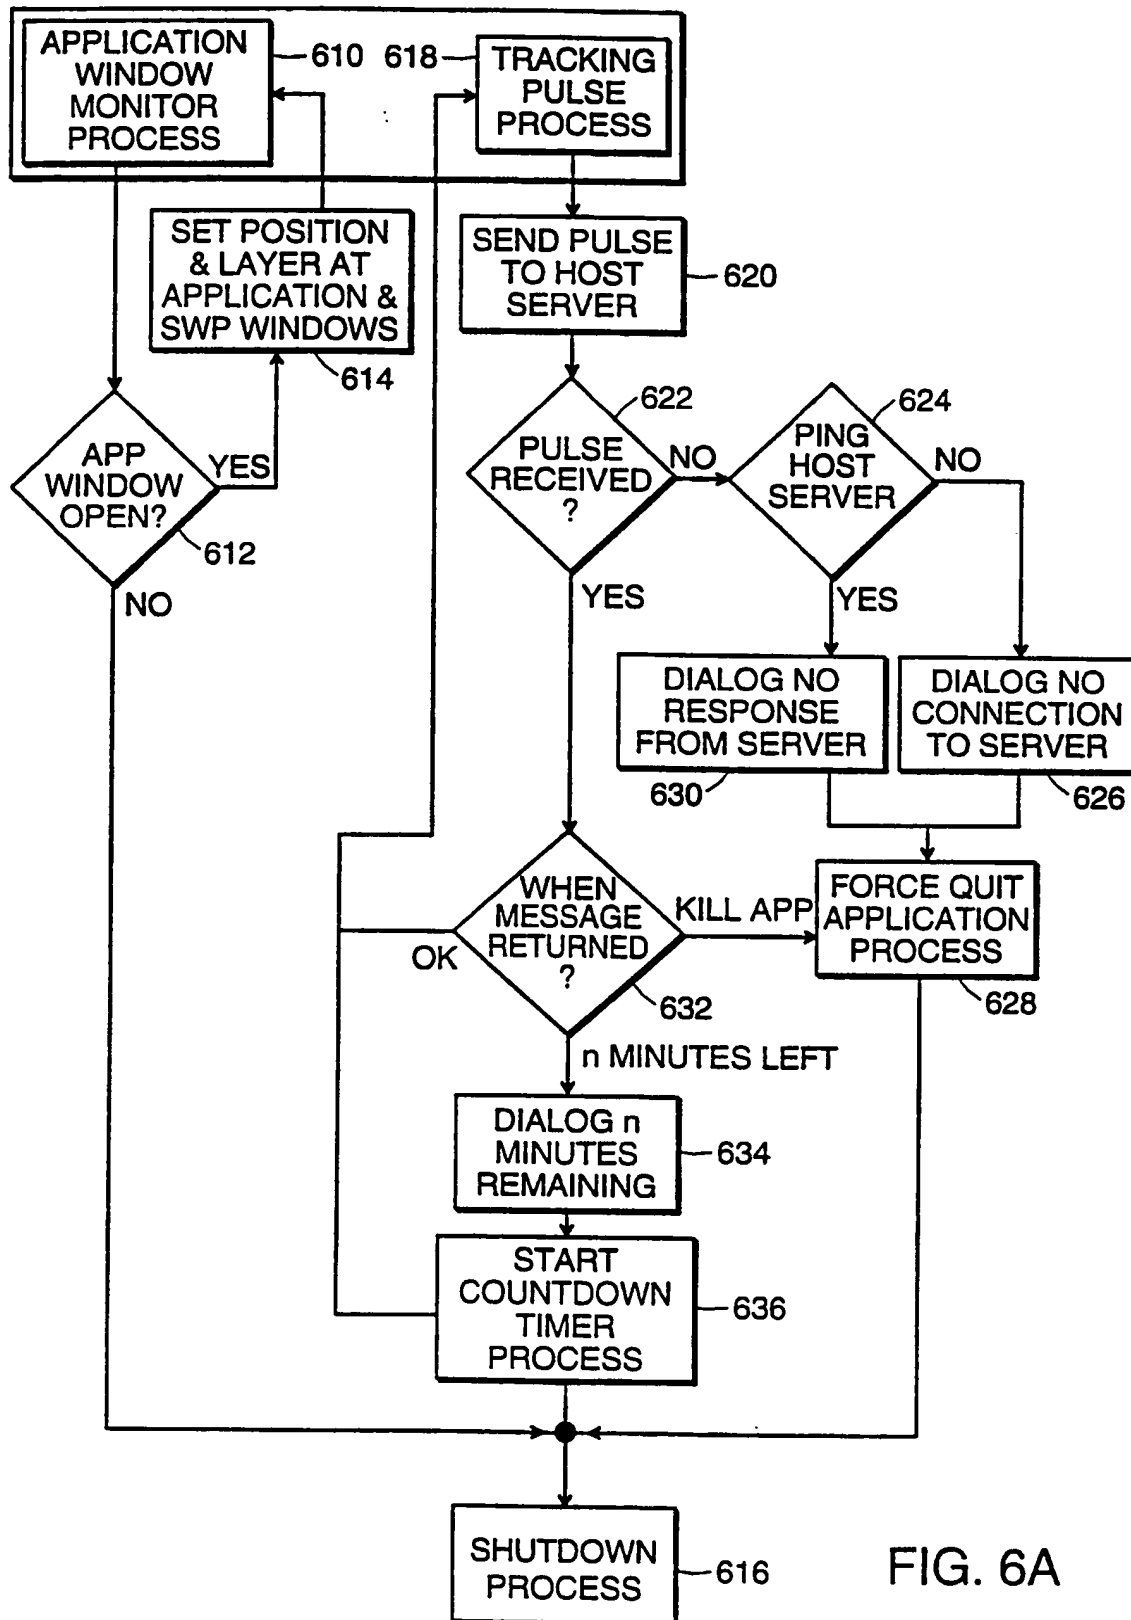 APPLICATION
WINDOW
MONITOR
PROCESS
610
618
TRACKING
PULSE
PROCESS
SET POSITION
& LAYER AT
APPLICATION &
SWP WINDOWS
614
SEND PULSE
TO HOST
SERVER
620
APP
WINDOW
OPEN?
YES
612
NO
PULSE
RECEIVED
?
622
NO
YES
PING
HOST
SERVER
624
NO
YES
DIALOG NO
RESPONSE
FROM SERVER
630
DIALOG NO
CONNECTION
TO SERVER
626
WHEN
MESSAGE
RETURNED
?
OK
KILL APP
632
n MINUTES LEFT
FORCE QUIT
APPLICATION
PROCESS
628
DIALOG n
MINUTES
REMAINING
634
START
COUNTDOWN
TIMER
PROCESS
636
SHUTDOWN
PROCESS
616
FIG. 6A